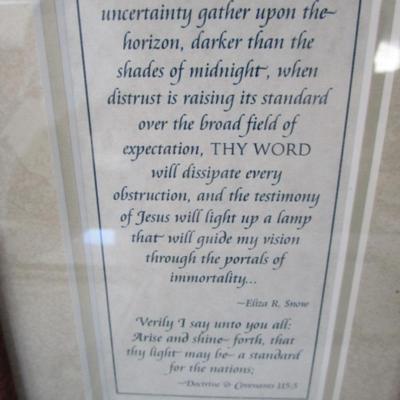 uncertainty gather upon the
horizon, darker than the
shades of midnight, when
distrust is raising its standard
over the broad field of
expectation, THY WORD
will dissipate every
obstruction, and the testimony
of Jesus will light up a lamp
that will guide my vision
through the portals of
immortality...
~Eliza R. Snow
Verily I say unto you all:
Arise and shine forth, that
thy light may be a standard
for the nations;
~Doctrine & Covenants 115:5